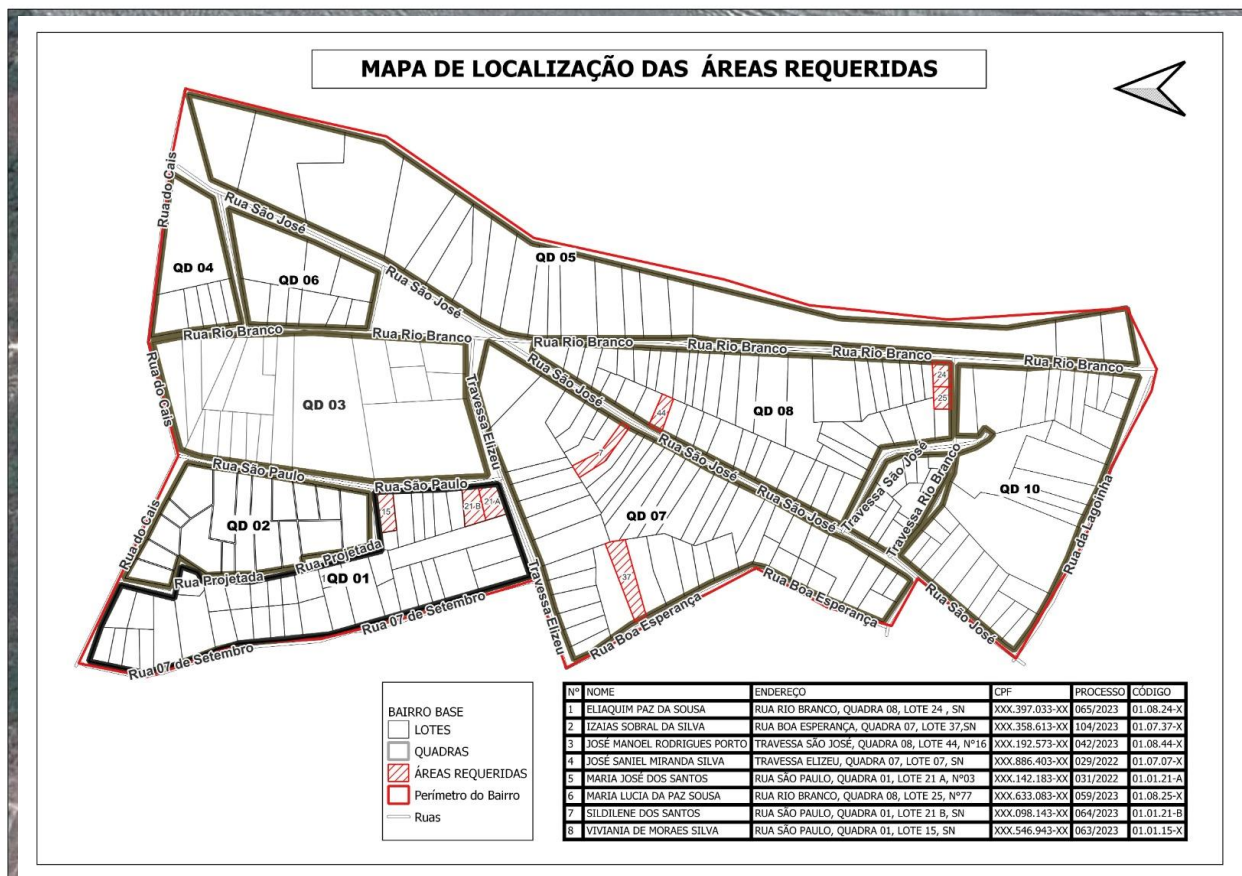 MAPA DE LOCALIZAÇÃO DAS ÁREAS REQUERIDAS
Rua do Cais
Rua São José
QD 04
QD 06
QD 05
Rua São José
Rua Rio Branco
Rua Rio Branco
Rua Rio Branco
Rua Rio Branco
Rua Rio Branco
Rua Rio Branco
Rua do Cais
QD 03
Travessa Elizeu
Rua São José
24
25
44
QD 08
7
Rua São Paulo
Rua São Paulo
Rua São José
Rua São José
Travessa São José
Travessa Rio Branco
QD 10
Rua da Lagoinha
Rua do Cais
QD 02
15
21-B
21-A
QD 07
Rua Projetada
Rua Projetada
QD 01
37
Travessa Elizeu
Rua Boa Esperança
Rua Boa Esperança
Rua São José
Rua 07 de Setembro
Rua 07 de Setembro
BAIRRO BASE
LOTES
QUADRAS
ÁREAS REQUERIDAS
Perímetro do Bairro
Ruas
N° NOME ENDEREÇO CPF PROCESSO CÓDIGO
1 ELIAQUIM PAZ DA SOUSA RUA RIO BRANCO, QUADRA 08, LOTE 24 , SN XXX.397.033-XX 065/2023 01.08.24-X
2 IZAIAS SOBRAL DA SILVA RUA BOA ESPERANÇA, QUADRA 07, LOTE 37,SN XXX.358.613-XX 104/2023 01.07.37-X
3 JOSÉ MANOEL RODRIGUES PORTO TRAVESSA SÃO JOSÉ, QUADRA 08, LOTE 44, N°16 XXX.192.573-XX 042/2022 01.08.44-X
4 JOSÉ SANIEL MIRANDA SILVA TRAVESSA ELIZEU, QUADRA 07, LOTE 07, SN XXX.886.403-XX 029/2022 01.07.07-X
5 MARIA JOSÉ DOS SANTOS RUA SÃO PAULO, QUADRA 01, LOTE 21 A, N°03 XXX.142.183-XX 031/2022 01.01.21-A
6 MARIA LUCIA DA PAZ SOUSA RUA RIO BRANCO, QUADRA 08, LOTE 25, N°77 XXX.633.083-XX 059/2023 01.08.25-X
7 SILDILENE DOS SANTOS RUA SÃO PAULO, QUADRA 01, LOTE 21 B, SN XXX.098.143-XX 064/2023 01.01.21-B
8 VIVIANIA DE MORAES SILVA RUA SÃO PAULO, QUADRA 01, LOTE 15, SN XXX.546.943-XX 063/2023 01.01.15-X